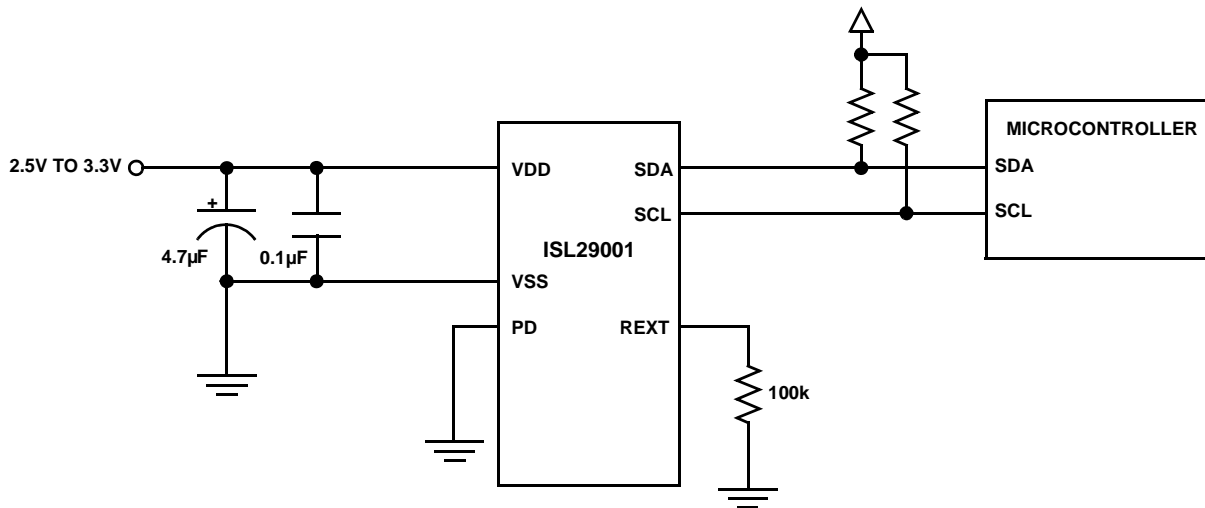 MICROCONTROLLER
2.5V TO 3.3V
VDD
SDA
SDA
SCL
SCL
+
4.7µF
0.1µF
ISL29001
VSS
PD
REXT
100k